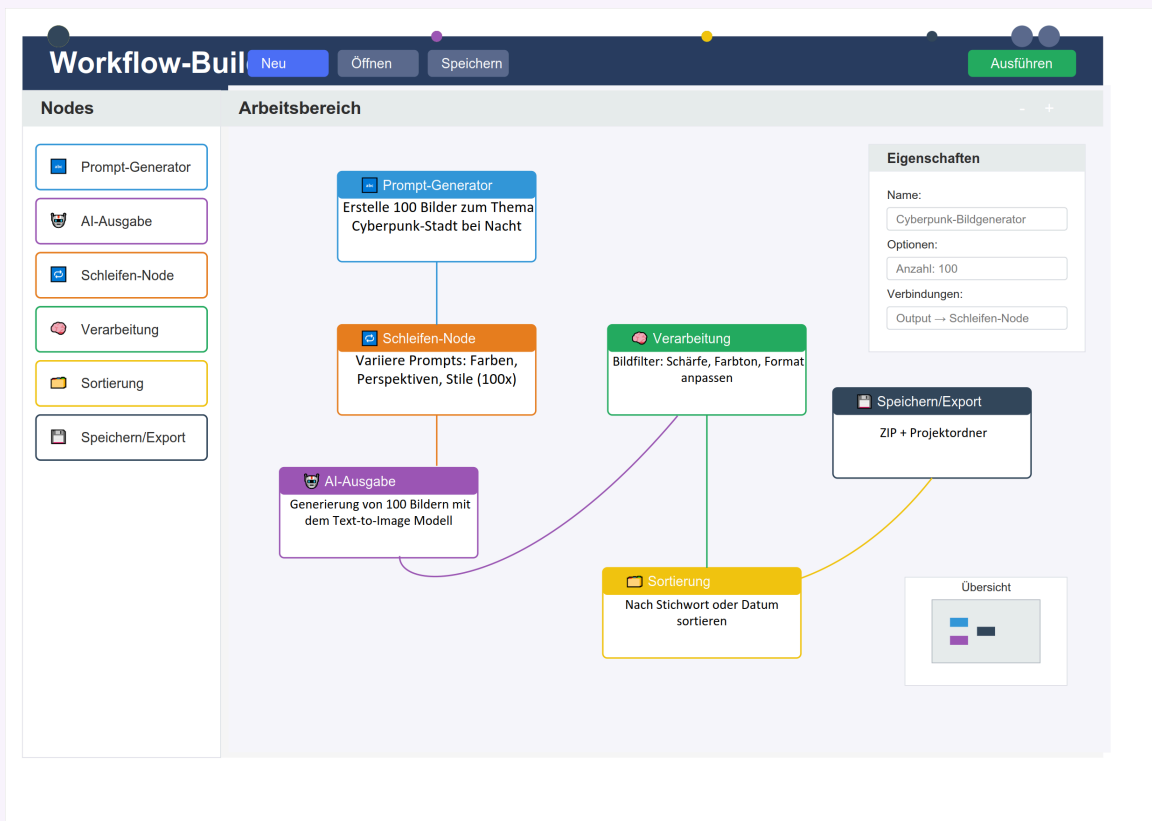 Workflow-Buil
Neu
Öffnen
Speichern
Ausführen
Nodes
Arbeitsbereich
- +
Prompt-Generator
AI-Ausgabe
Schleifen-Node
Verarbeitung
Sortierung
Speichern/Export
Prompt-Generator
Erstelle 100 Bilder zum Thema
Cyberpunk-Stadt bei Nacht
Schleifen-Node
Variiere Prompts: Farben,
Perspektiven, Stile (100x)
AI-Ausgabe
Generierung von 100 Bildern mit
dem Text-to-Image Modell
Verarbeitung
Bildfilter: Schärfe, Farbton, Format
anpassen
Sortierung
Nach Stichwort oder Datum
sortieren
Speichern/Export
ZIP + Projektordner
Eigenschaften
Name:
Cyberpunk-Bildgenerator
Optionen:
Anzahl: 100
Verbindungen:
Output → Schleifen-Node
Übersicht